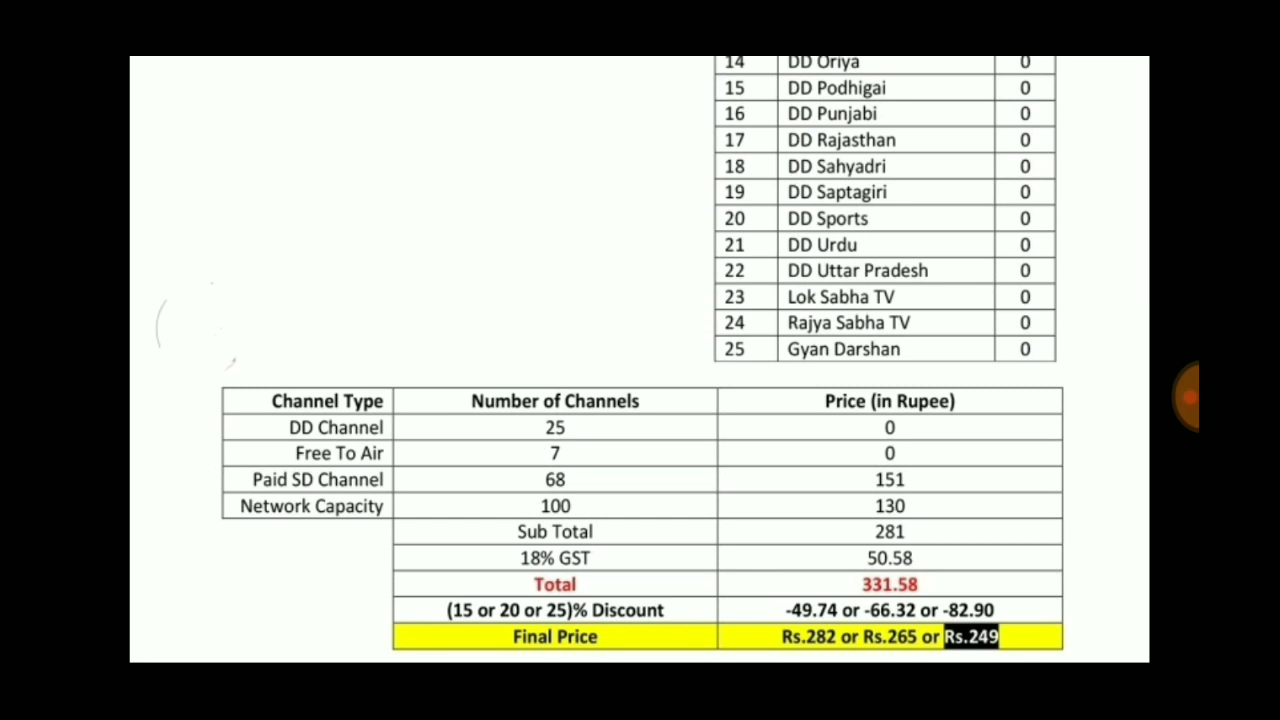 14 DD Oriya 0
15 DD Podhigai 0
16 DD Punjabi 0
17 DD Rajasthan 0
18 DD Sahyadri 0
19 DD Saptagiri 0
20 DD Sports 0
21 DD Urdu 0
22 DD Uttar Pradesh 0
23 Lok Sabha TV 0
24 Rajya Sabha TV 0
25 Gyan Darshan 0
Channel Type Number of Channels Price (in Rupee)
DD Channel 25 0
Free To Air 7 0
Paid SD Channel 68 151
Network Capacity 100 130
Sub Total 281
18% GST 50.58
Total 331.58
(15 or 20 or 25)% Discount -49.74 or -66.32 or -82.90
Final Price Rs.282 or Rs.265 or Rs.249